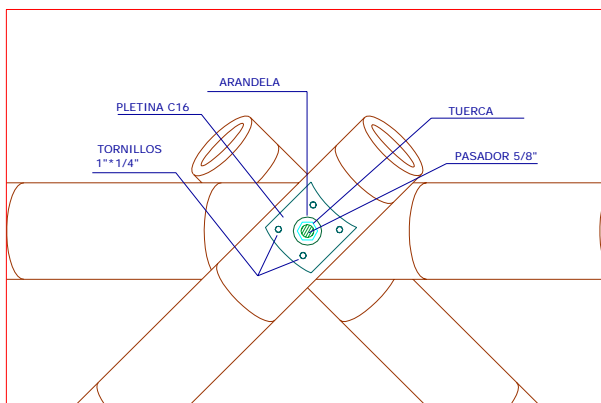 ARANDELA
PLETINA C16
TUERCA
TORNILLOS
1"*1/4"
PASADOR 5/8"